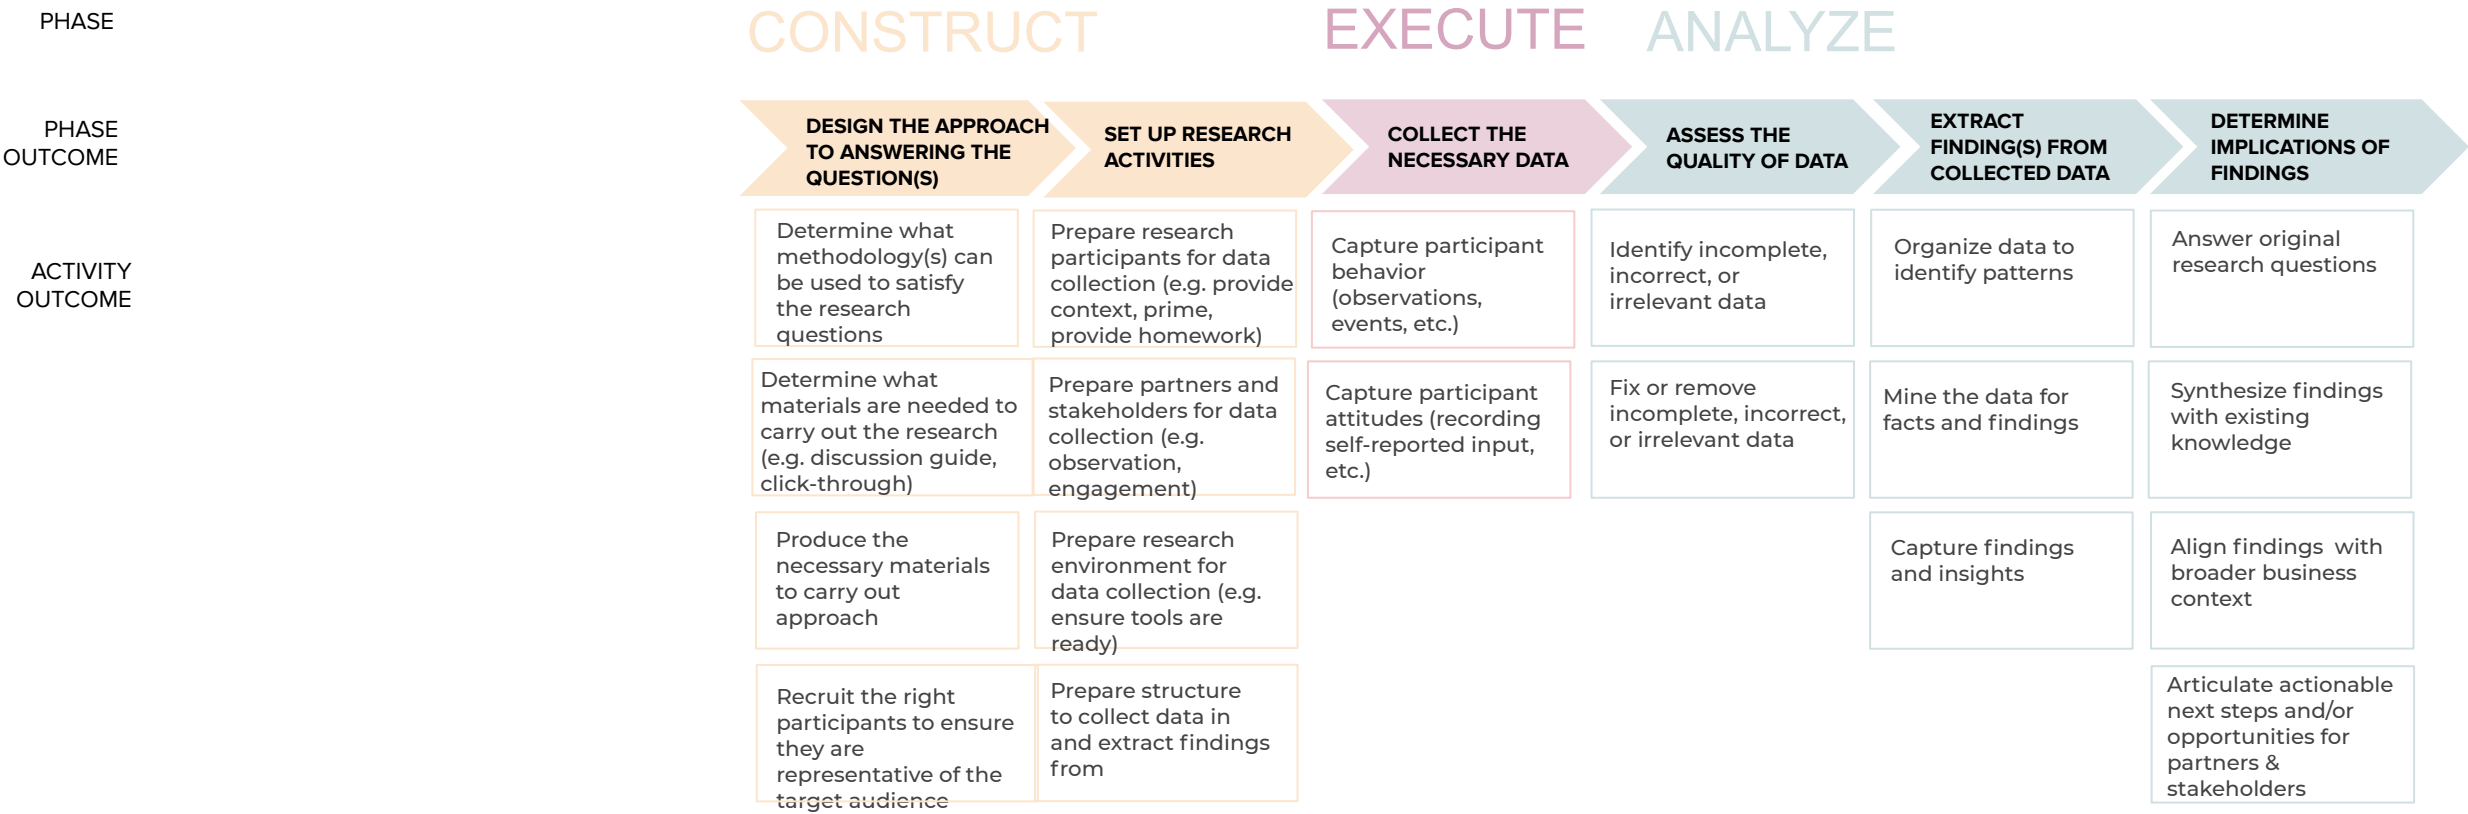 PHASE
CONSTRUCT
EXECUTE
ANALYZE
PHASE
OUTCOME
DESIGN THE APPROACH
TO ANSWERING THE
QUESTION(S)
SET UP RESEARCH
ACTIVITIES
COLLECT THE
NECESSARY DATA
ASSESS THE
QUALITY OF DATA
EXTRACT
FINDING(S) FROM
COLLECTED DATA
DETERMINE
IMPLICATIONS OF
FINDINGS
ACTIVITY
OUTCOME
Determine what
methodology(s) can
be used to satisfy
the research
questions
Prepare research
participants for data
collection (e.g. provide
context, prime,
provide homework)
Capture participant
behavior
(observations,
events, etc.)
Identify incomplete,
incorrect, or
irrelevant data
Organize data to
identify patterns
Answer original
research questions
Determine what
materials are needed to
carry out the research
(e.g. discussion guide,
click-through)
Prepare partners and
stakeholders for data
collection (e.g.
observation,
engagement)
Capture participant
attitudes (recording
self-reported input,
etc.)
Fix or remove
incomplete, incorrect,
or irrelevant data
Mine the data for
facts and findings
Synthesize findings
with existing
knowledge
Produce the
necessary materials
to carry out
approach
Prepare research
environment for
data collection (e.g.
ensure tools are
ready)
Capture findings
and insights
Align findings with
broader business
context
Recruit the right
participants to ensure
they are
representative of the
target audience
Prepare structure
to collect data in
and extract findings
from
Articulate actionable
next steps and/or
opportunities for
partners &
stakeholders